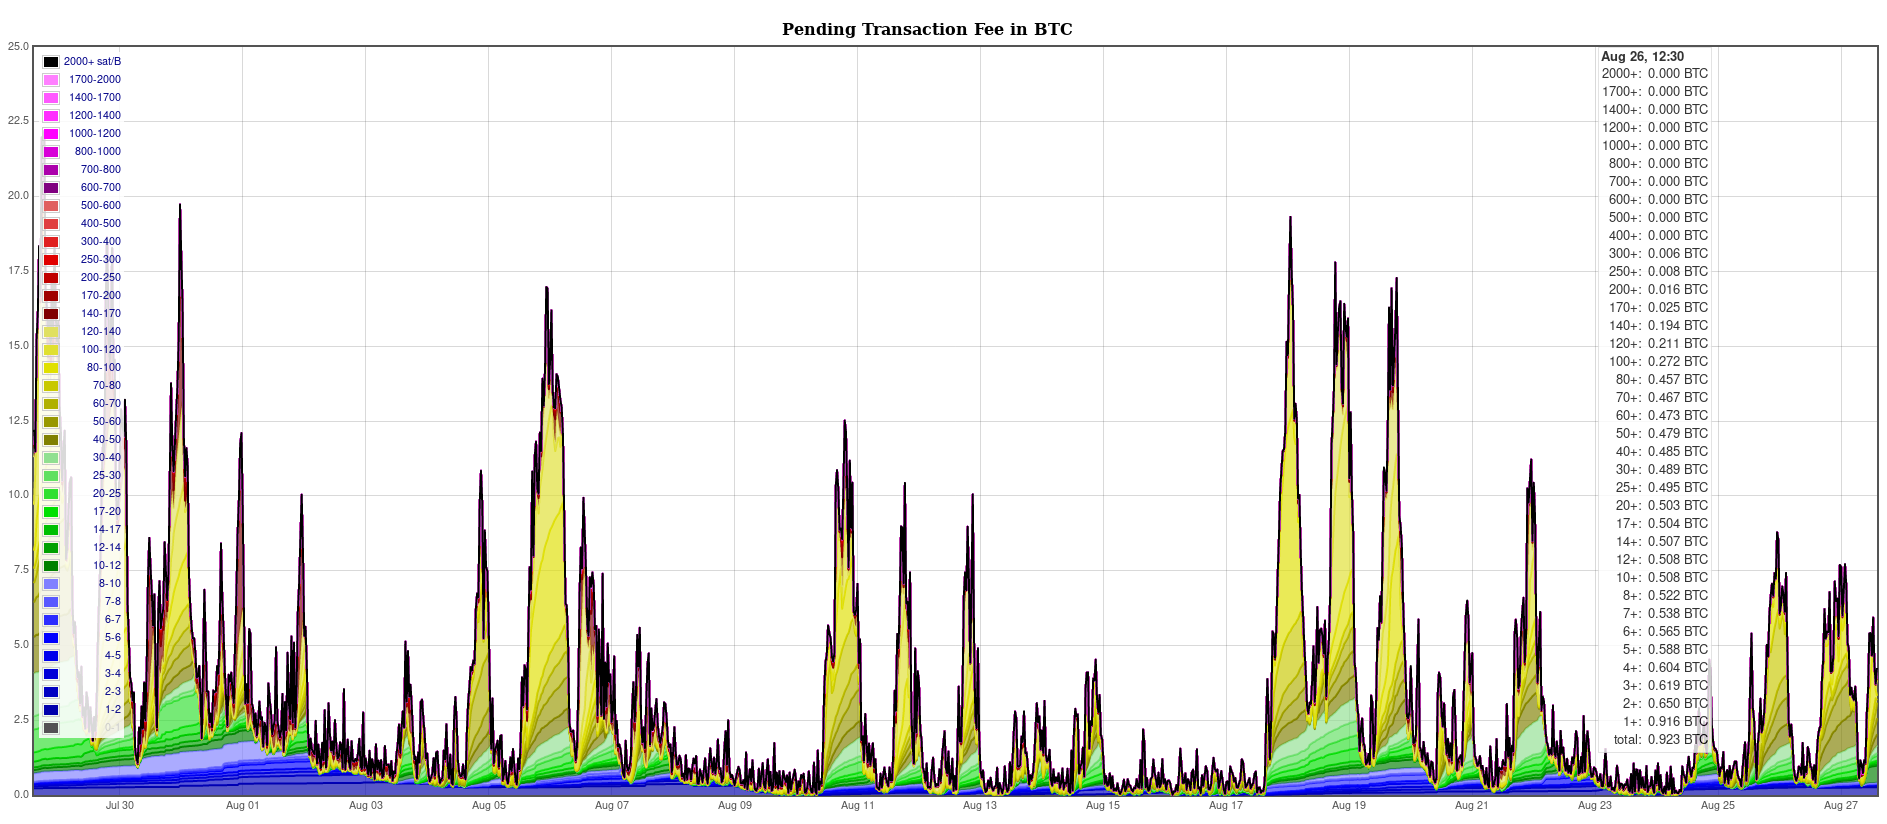 Pending Transaction Fee in BTC
25.0
22.5
20.0
17.5
15.0
12.5
10.0
7.5
5.0
2.5
0.0
2000+ sat/B
1700-2000
1400-1700
1200-1400
1000-1200
800-1000
700-800
600-700
500-600
400-500
300-400
250-300
200-250
170-200
140-170
120-140
100-120
80-100
70-80
60-70
50-60
40-50
30-40
25-30
20-25
17-20
14-17
12-14
10-12
8-10
7-8
6-7
5-6
4-5
3-4
2-3
1-2
0-1
Aug 26, 12:30
2000+: 0.000 BTC
1700+: 0.000 BTC
1400+: 0.000 BTC
1200+: 0.000 BTC
1000+: 0.000 BTC
800+: 0.000 BTC
700+: 0.000 BTC
600+: 0.000 BTC
500+: 0.000 BTC
400+: 0.000 BTC
300+: 0.006 BTC
250+: 0.008 BTC
200+: 0.016 BTC
170+: 0.025 BTC
140+: 0.194 BTC
120+: 0.211 BTC
100+: 0.272 BTC
80+: 0.457 BTC
70+: 0.467 BTC
60+: 0.473 BTC
50+: 0.479 BTC
40+: 0.485 BTC
30+: 0.489 BTC
25+: 0.495 BTC
20+: 0.503 BTC
17+: 0.504 BTC
14+: 0.507 BTC
12+: 0.508 BTC
10+: 0.508 BTC
8+: 0.522 BTC
7+: 0.538 BTC
6+: 0.565 BTC
5+: 0.588 BTC
4+: 0.604 BTC
3+: 0.619 BTC
2+: 0.650 BTC
1+: 0.916 BTC
total: 0.923 BTC
Jul 30
Aug 01
Aug 03
Aug 05
Aug 07
Aug 09
Aug 11
Aug 13
Aug 15
Aug 17
Aug 19
Aug 21
Aug 23
Aug 25
Aug 27